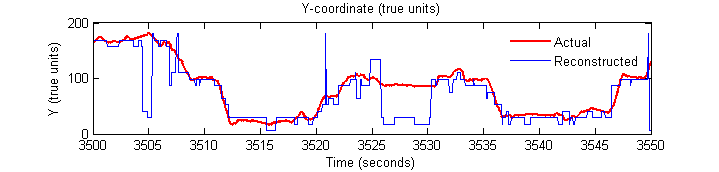 Y-coordinate (true units)
200
Actual
Reconstructed
100
Y (true units)
0
3500 3505 3510 3515 3520 3525 3530 3535 3540 3545 3550
Time (seconds)